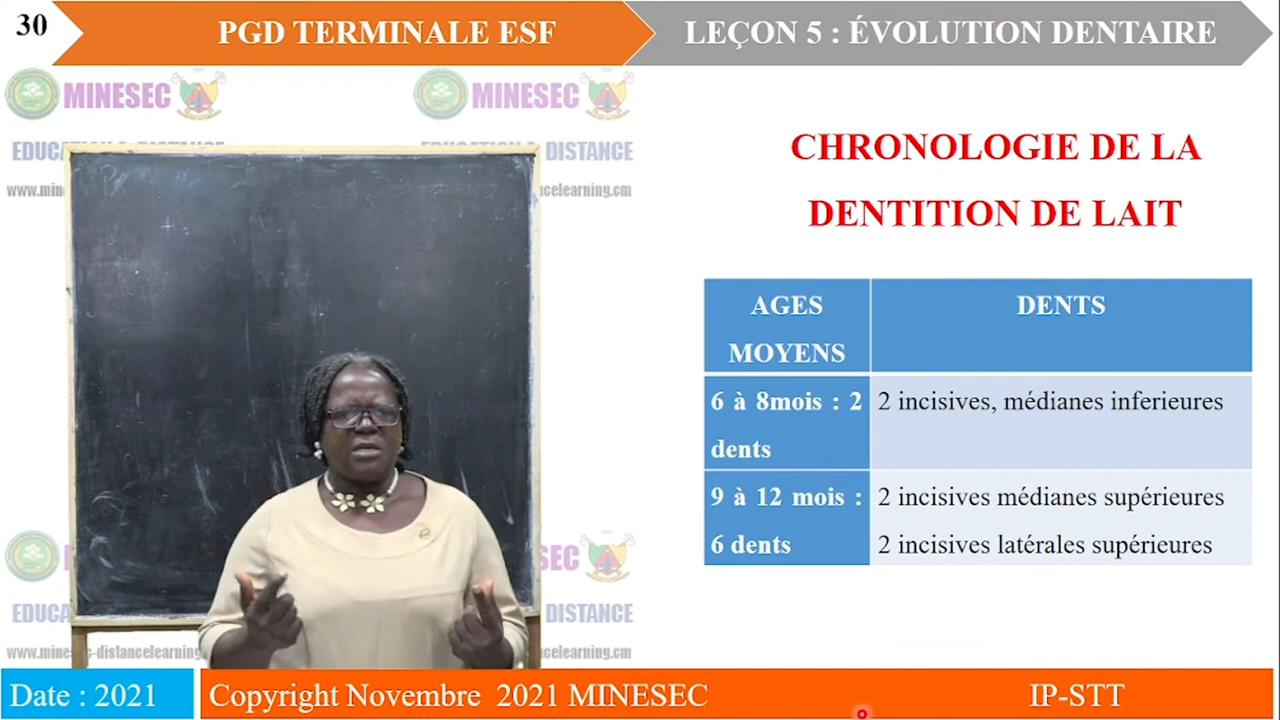 30
PGD TERMINALE ESF
LEÇON 5 : ÉVOLUTION DENTAIRE
MINESEC
MINESEC
DISTANCE
CHRONOLOGIE DE LA
DENTITION DE LAIT
AGES
MOYENS
DENTS
6 à 8mois : 2
dents
2 incisives, médianes inferieures
9 à 12 mois :
6 dents
2 incisives médianes supérieures
2 incisives latérales supérieures
DISTANCE
Date : 2021
Copyright Novembre 2021 MINESEC
IP-STT